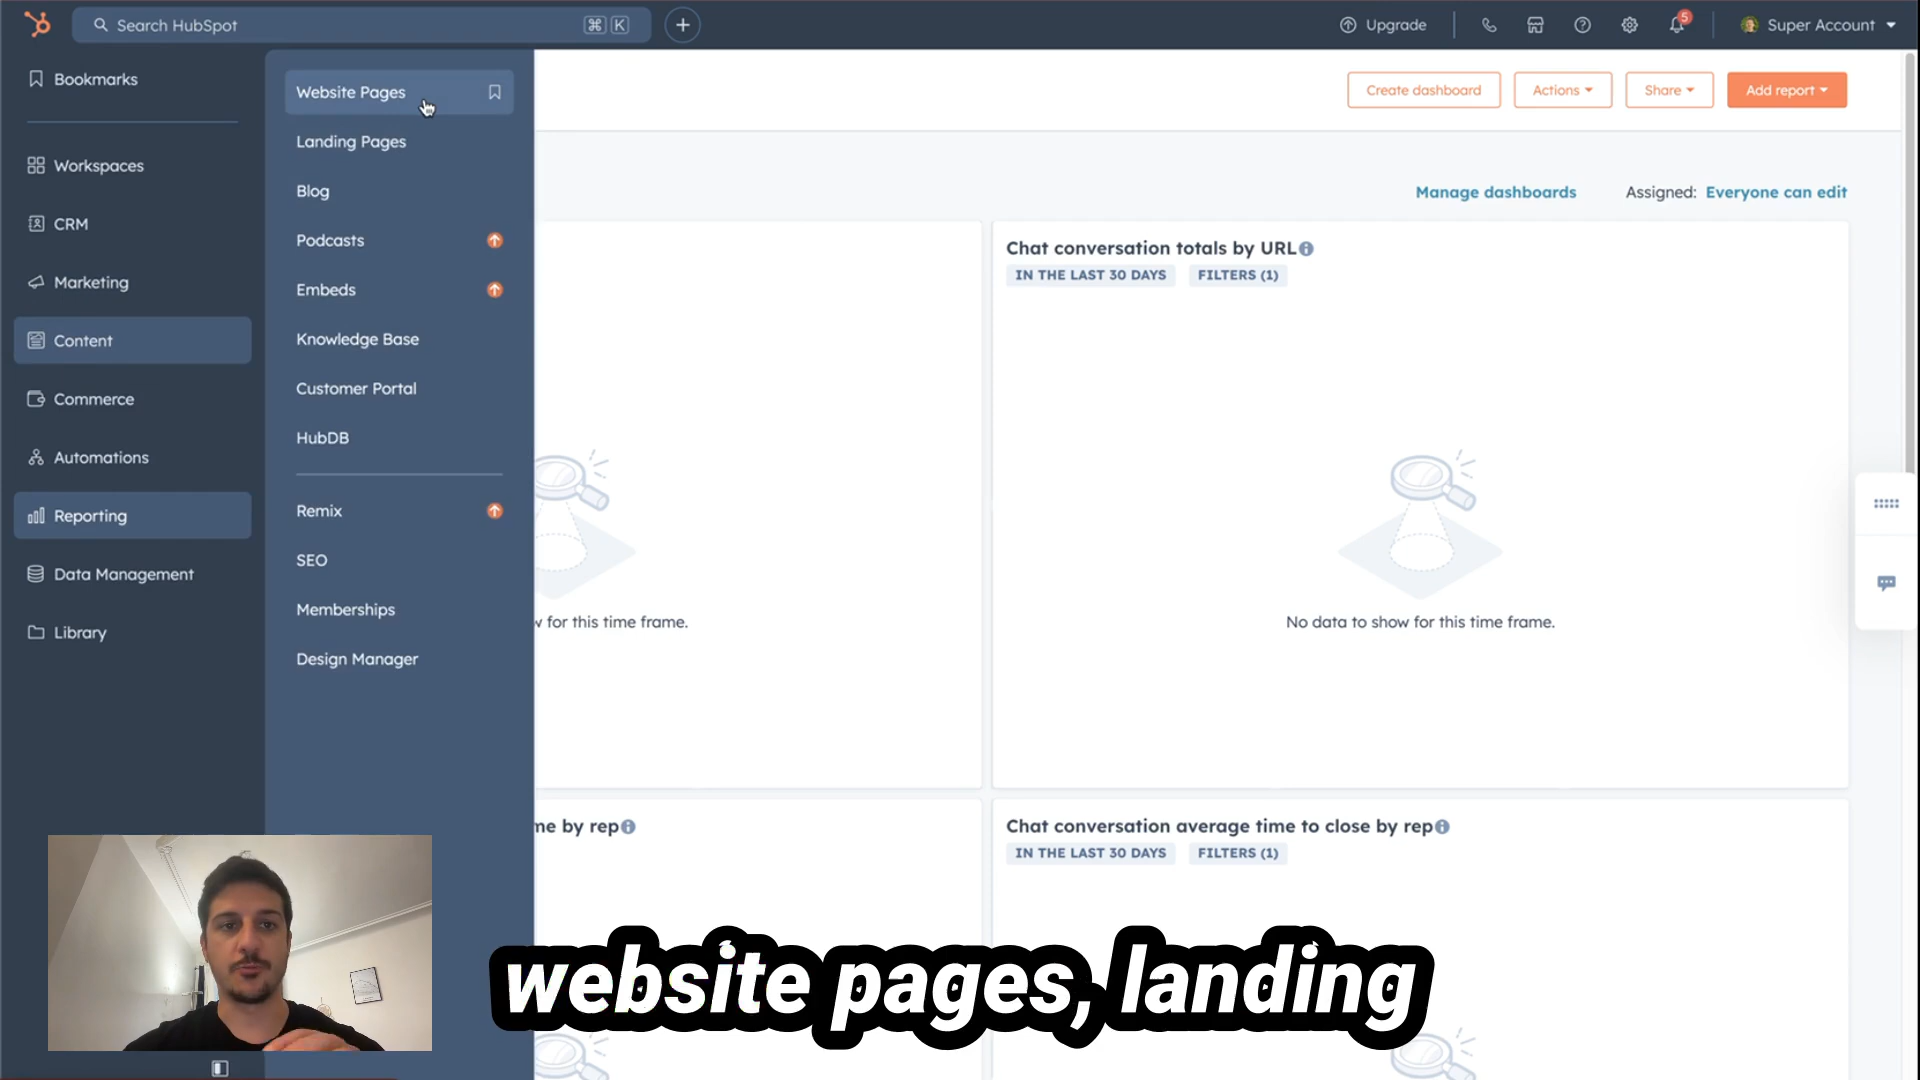 Search HubSpot
⌘ K
Upgrade
5
Super Account
Bookmarks
Workspaces
CRM
Marketing
Content
Commerce
Automations
Reporting
Data Management
Library
Website Pages
Landing Pages
Blog
Podcasts
Embeds
Knowledge Base
Customer Portal
HubDB
Remix
SEO
Memberships
Design Manager
Create dashboard
Actions
Share
Add report
Manage dashboards
Assigned: Everyone can edit
for this time frame.
Chat conversation totals by URL
IN THE LAST 30 DAYS
FILTERS (1)
No data to show for this time frame.
by rep
Chat conversation average time to close by rep
IN THE LAST 30 DAYS
FILTERS (1)
website pages, landing